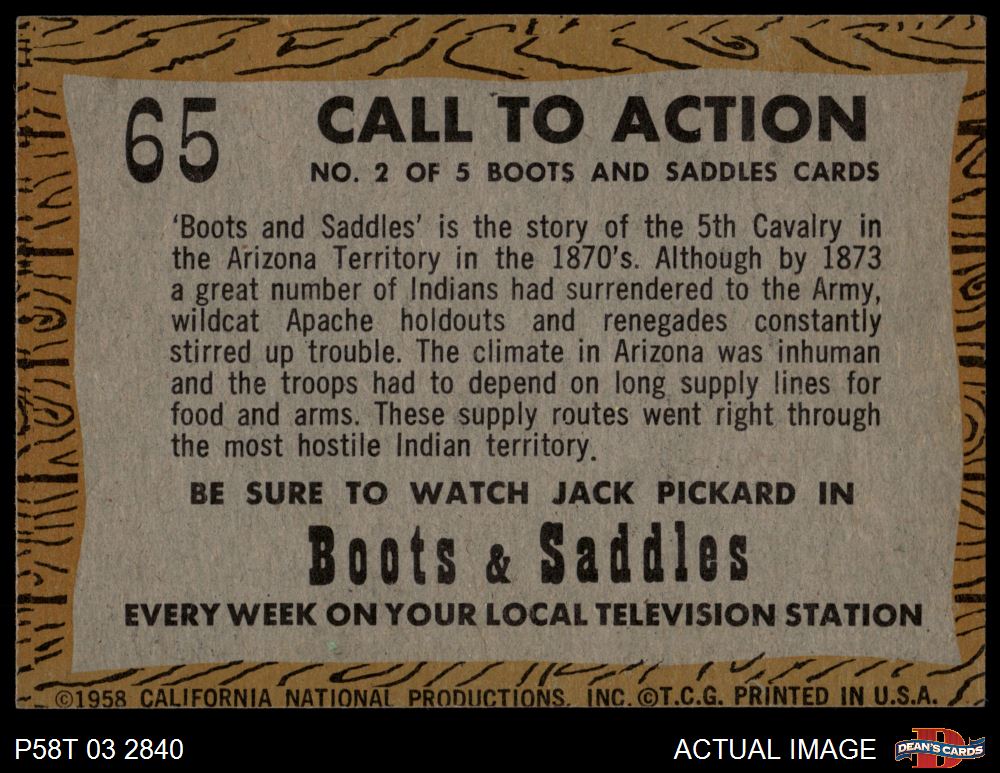 65
CALL TO ACTION
NO. 2 OF 5 BOOTS AND SADDLES CARDS
'Boots and Saddles' is the story of the 5th Cavalry in
the Arizona Territory in the 1870's. Although by 1873
a great number of Indians had surrendered to the Army,
wildcat Apache holdouts and renegades constantly
stirred up trouble. The climate in Arizona was inhuman
and the troops had to depend on long supply lines for
food and arms. These supply routes went right through
the most hostile Indian territory.
BE SURE TO WATCH JACK PICKARD IN
Boots & Saddles
EVERY WEEK ON YOUR LOCAL TELEVISION STATION
©1958 CALIFORNIA NATIONAL PRODUCTIONS, INC. ©T.C.G. PRINTED IN U.S.A.
P58T 03 2840
ACTUAL IMAGE
D
DEAN'S CARDS